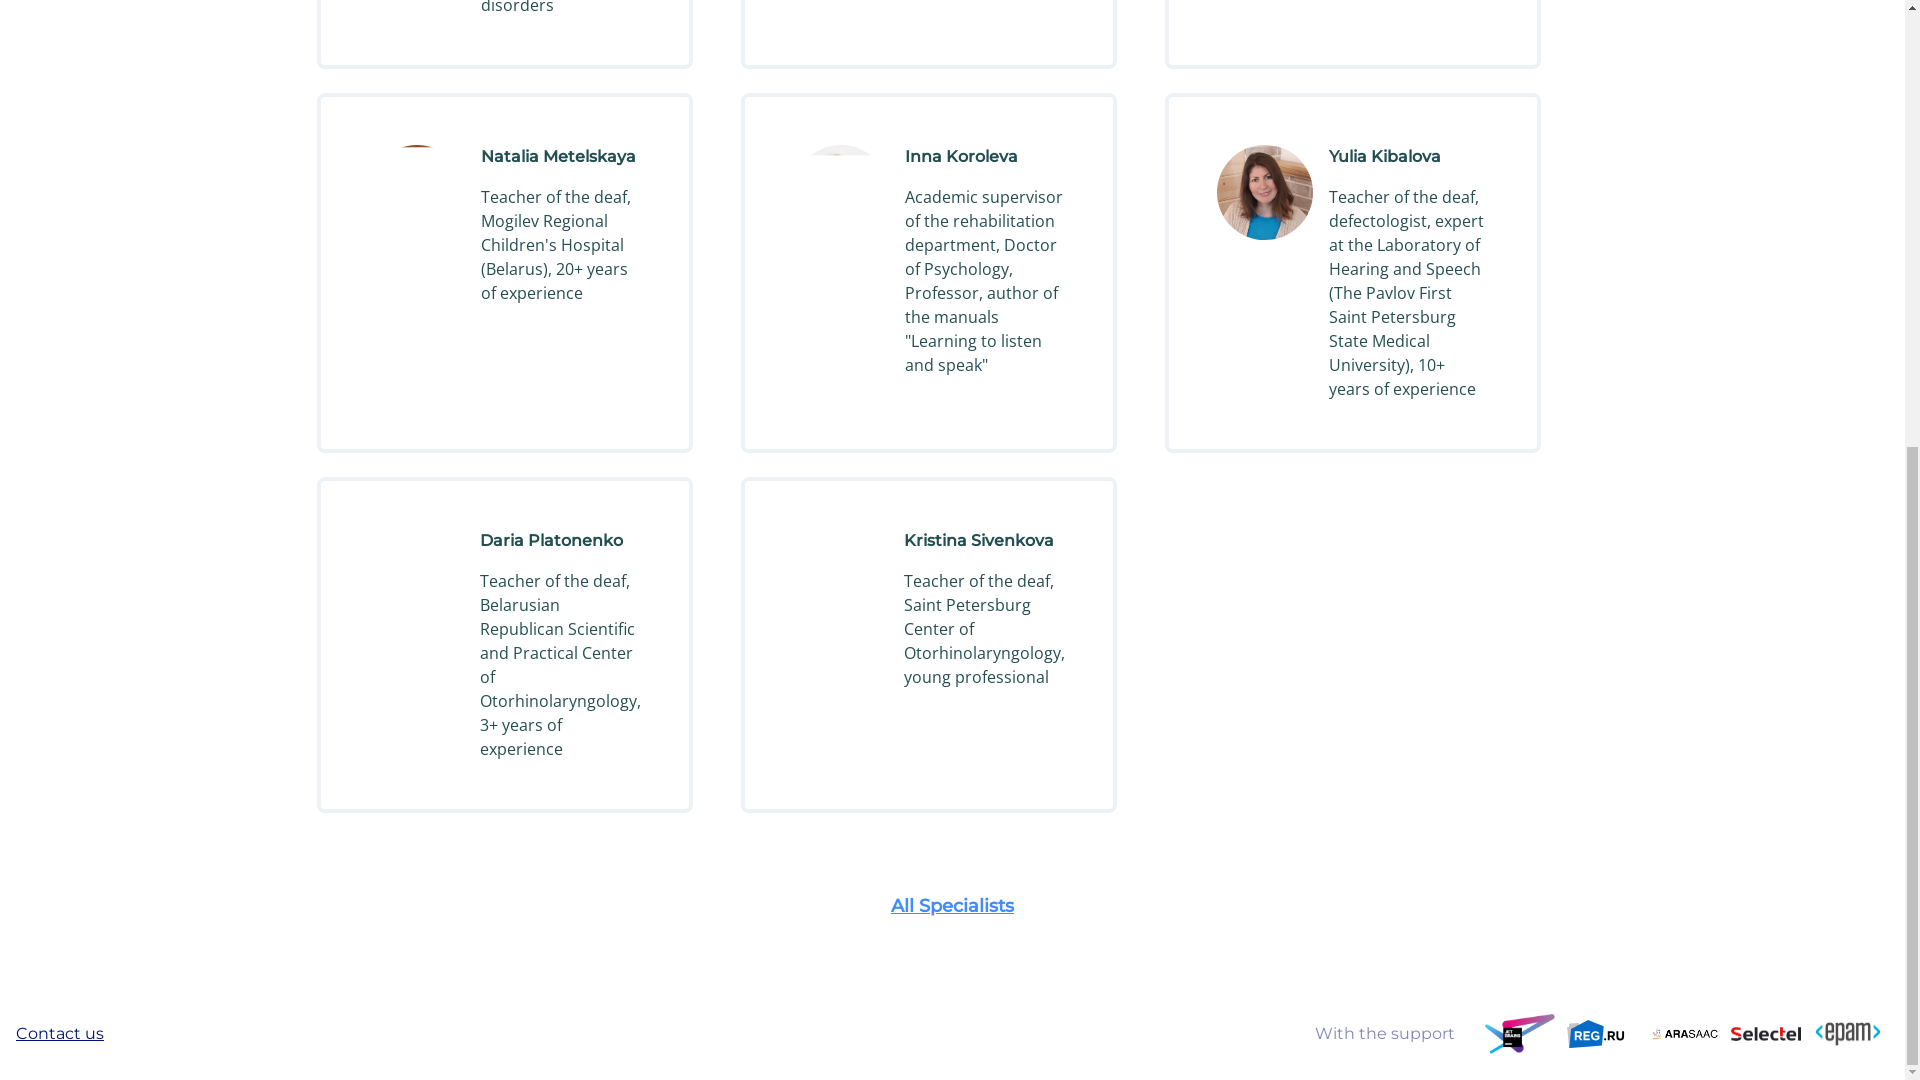 disorders
Natalia Metelskaya
Teacher of the deaf,
Mogilev Regional
Children's Hospital
(Belarus), 20+ years
of experience
Inna Koroleva
Academic supervisor
of the rehabilitation
department, Doctor
of Psychology,
Professor, author of
the manuals
"Learning to listen
and speak"
Yulia Kibalova
Teacher of the deaf,
defectologist, expert
at the Laboratory of
Hearing and Speech
(The Pavlov First
Saint Petersburg
State Medical
University), 10+
years of experience
Daria Platonenko
Teacher of the deaf,
Belarusian
Republican Scientific
and Practical Center
of
Otorhinolaryngology,
3+ years of
experience
Kristina Sivenkova
Teacher of the deaf,
Saint Petersburg
Center of
Otorhinolaryngology,
young professional
All Specialists
Contact us
With the support
JET
BRAINS
REG.RU
ARASAAC
Selectel
<epam>